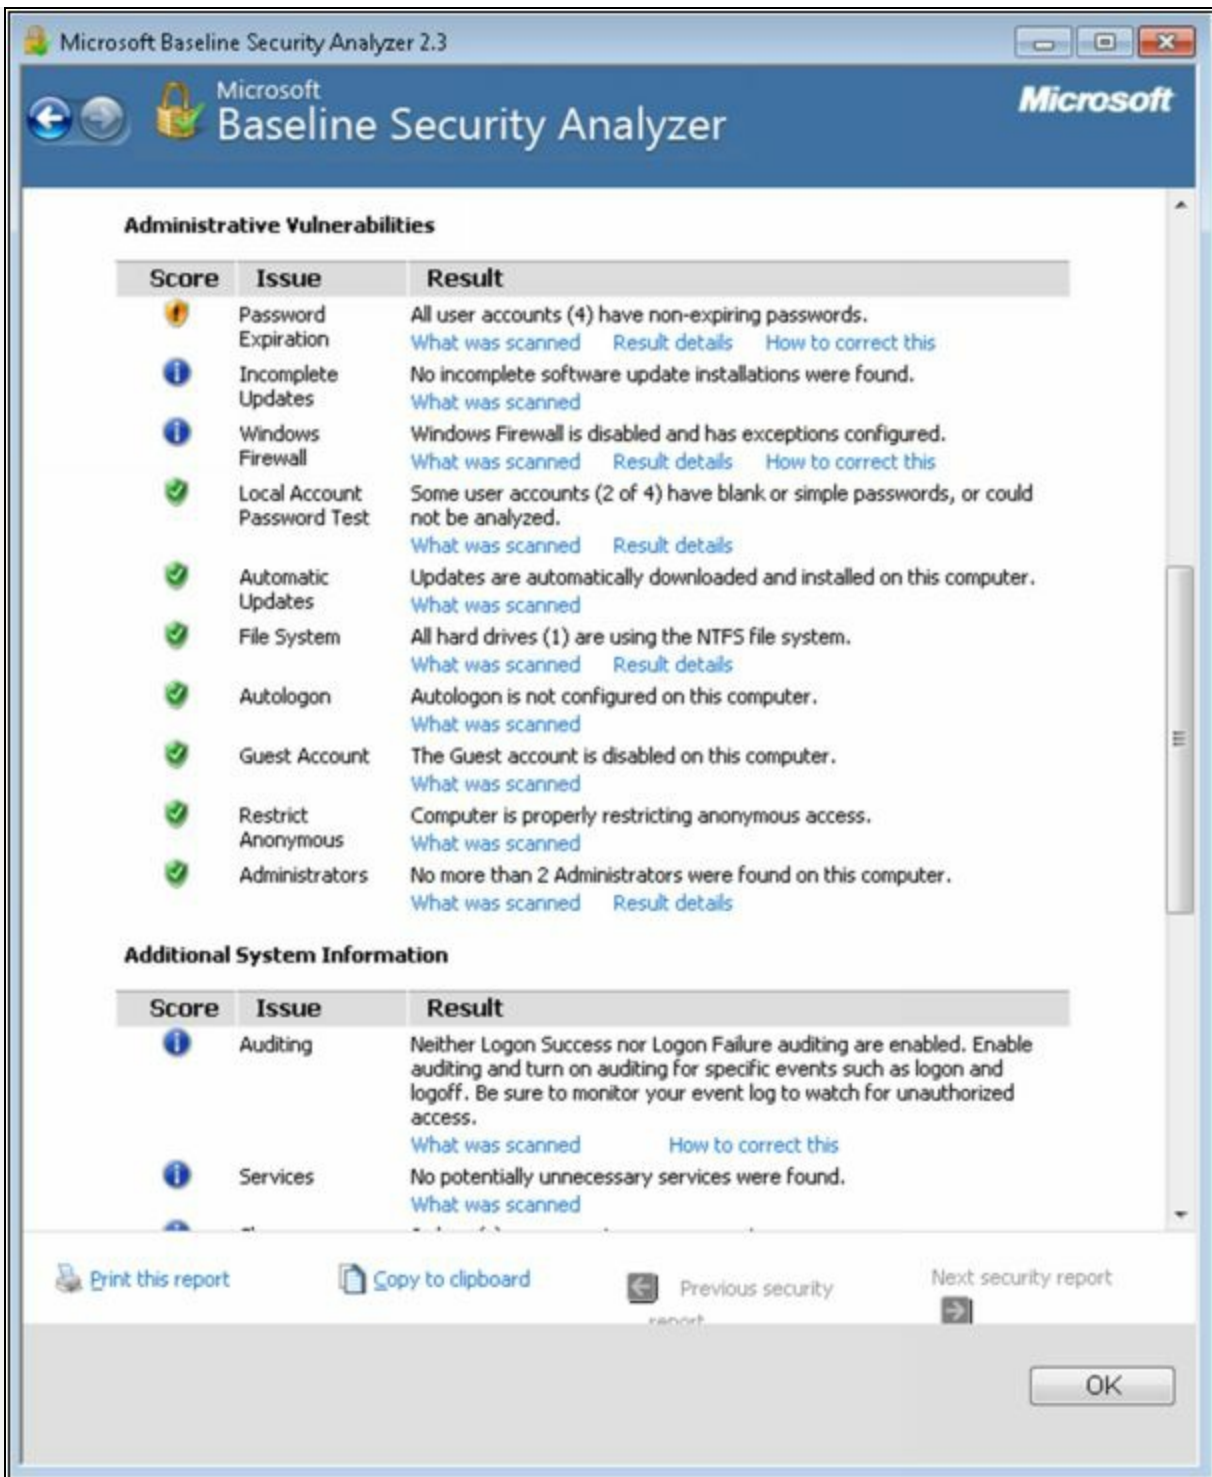 Microsoft Baseline Security Analyzer 2.3
Microsoft
Baseline Security Analyzer
Microsoft
Administrative Vulnerabilities
Score Issue Result
Password Expiration
All user accounts (4) have non-expiring passwords.
What was scanned Result details How to correct this
Incomplete Updates
No incomplete software update installations were found.
What was scanned
Windows Firewall
Windows Firewall is disabled and has exceptions configured.
What was scanned Result details How to correct this
Local Account Password Test
Some user accounts (2 of 4) have blank or simple passwords, or could
not be analyzed.
What was scanned Result details
Automatic Updates
Updates are automatically downloaded and installed on this computer.
What was scanned
File System
All hard drives (1) are using the NTFS file system.
What was scanned Result details
Autologon
Autologon is not configured on this computer.
What was scanned
Guest Account
The Guest account is disabled on this computer.
What was scanned
Restrict Anonymous
Computer is properly restricting anonymous access.
What was scanned
Administrators
No more than 2 Administrators were found on this computer.
What was scanned Result details
Additional System Information
Score Issue Result
Auditing
Neither Logon Success nor Logon Failure auditing are enabled. Enable
auditing and turn on auditing for specific events such as logon and
logoff. Be sure to monitor your event log to watch for unauthorized
access.
What was scanned How to correct this
Services
No potentially unnecessary services were found.
What was scanned
Print this report
Copy to clipboard
Previous security
report
Next security report
OK